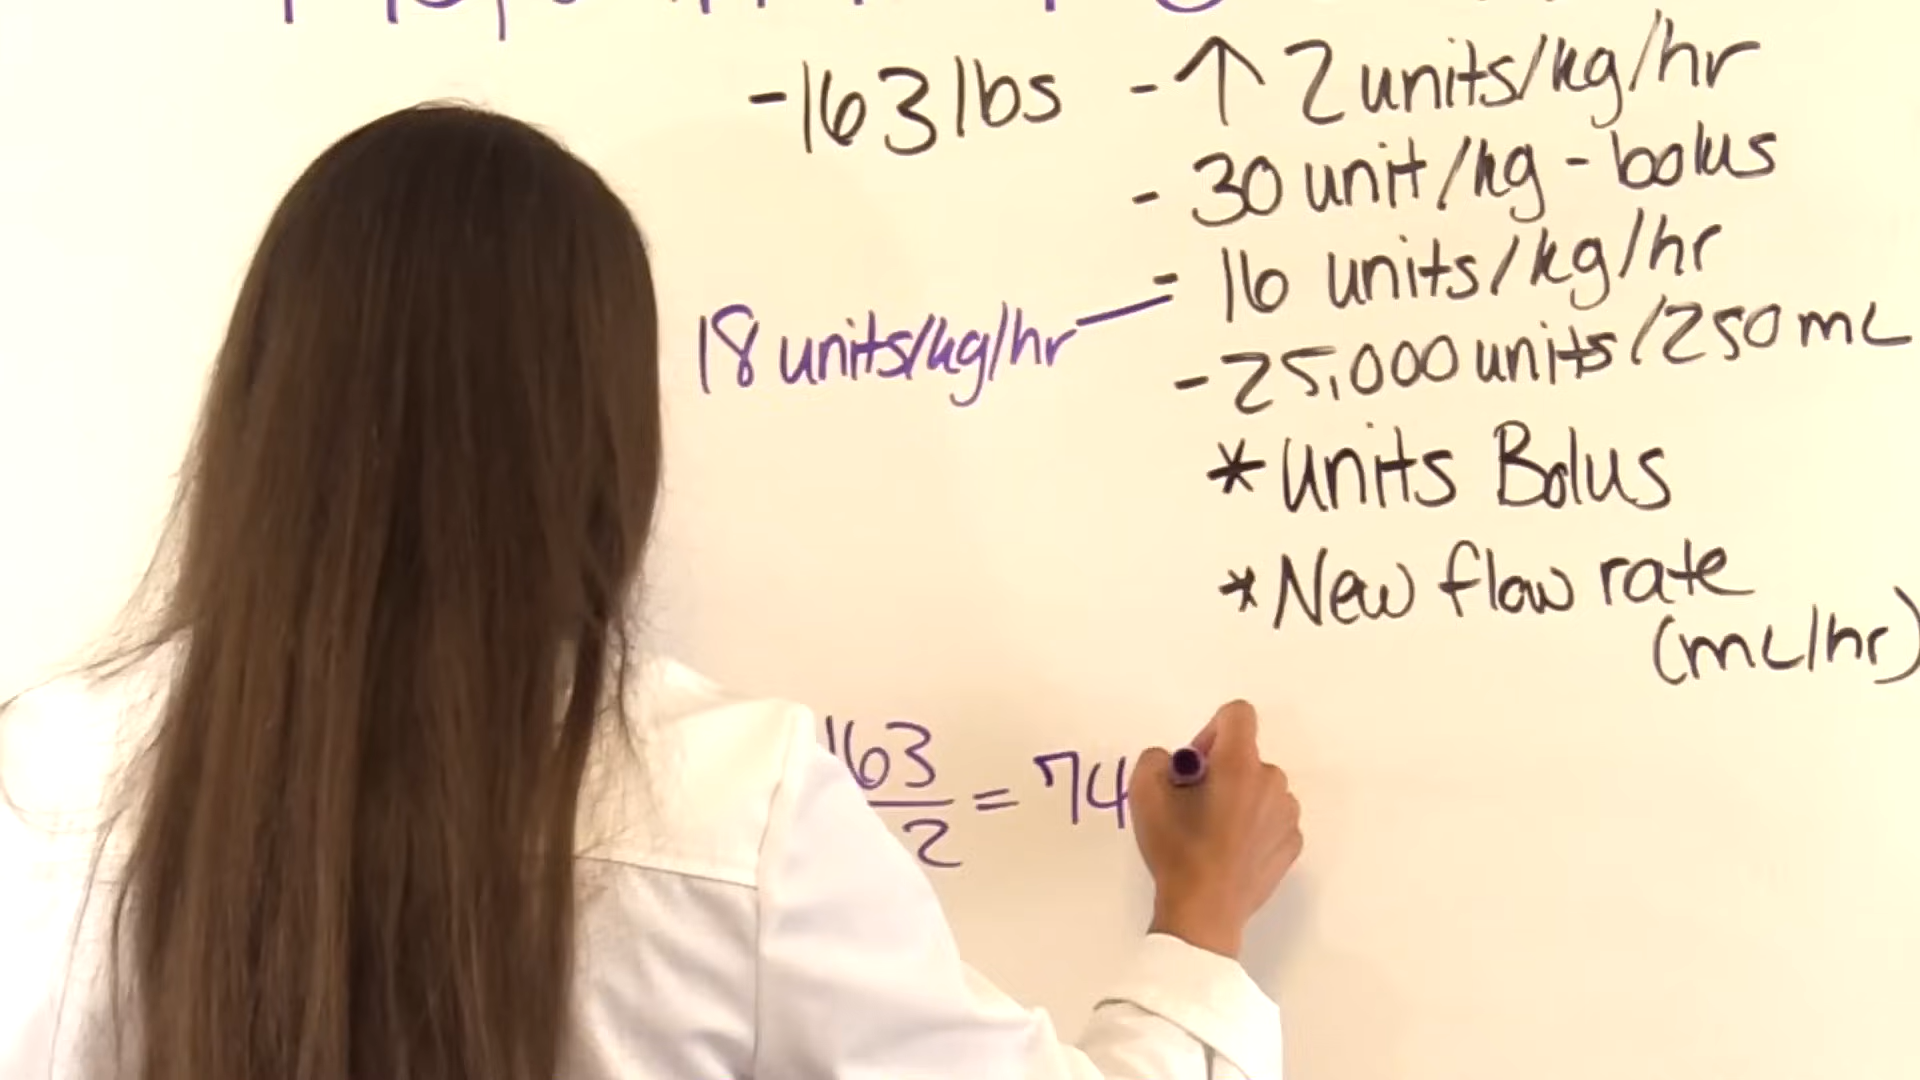 -163 lbs
- ↑ 2 units/kg/hr
- 30 unit/kg - bolus
- 16 units/kg/hr
18 units/kg/hr
- 25,000 units/250 mL
* Units Bolus
* New flow rate
(mL/hr)
163
2
= 74